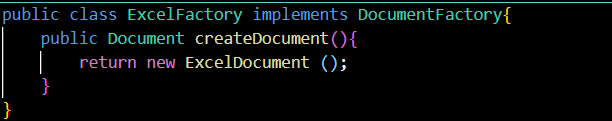 public class ExcelFactory implements DocumentFactory{
    public Document createDocument(){
        return new ExcelDocument ();
    }
}